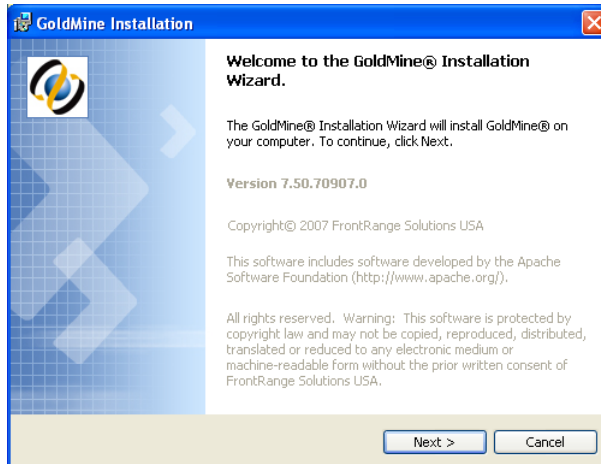 GoldMine Installation
Welcome to the GoldMine® Installation
Wizard.
The GoldMine® Installation Wizard will install GoldMine® on
your computer. To continue, click Next.
Version 7.50.70907.0
Copyright© 2007 FrontRange Solutions USA
This software includes software developed by the Apache
Software Foundation (http://www.apache.org/).
All rights reserved.  Warning:  This software is protected by
copyright law and may not be copied, reproduced, distributed,
translated or reduced to any electronic medium or
machine-readable form without the prior written consent of
FrontRange Solutions USA.
Next > Cancel